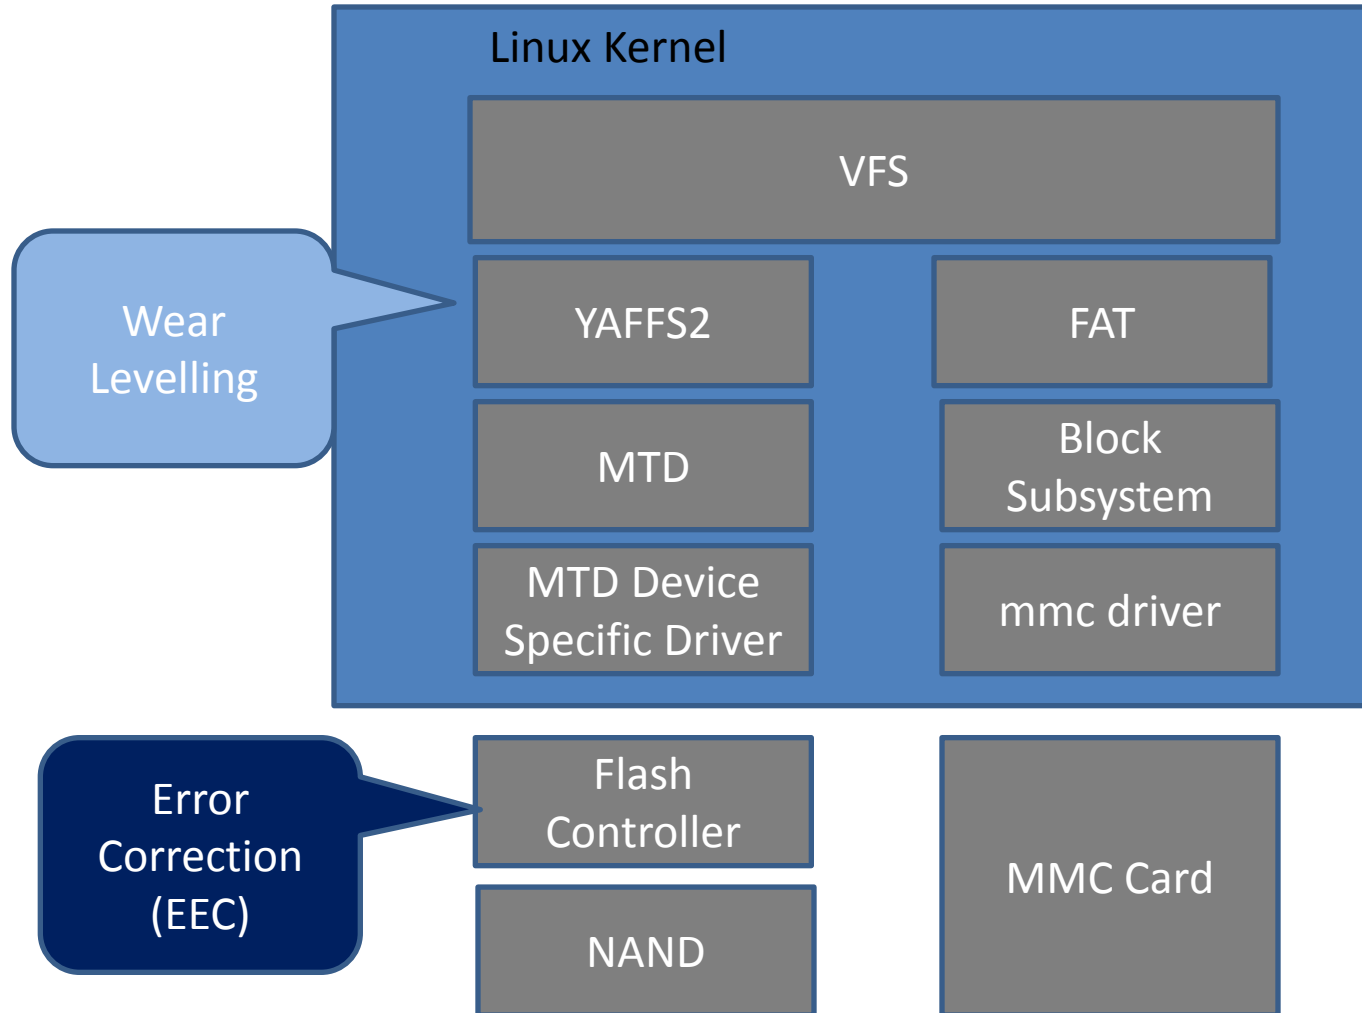 Linux Kernel
VFS
Wear
Levelling
YAFFS2
FAT
MTD
Block
Subsystem
MTD Device
Specific Driver
mmc driver
Error
Correction
(EEC)
Flash
Controller
MMC Card
NAND